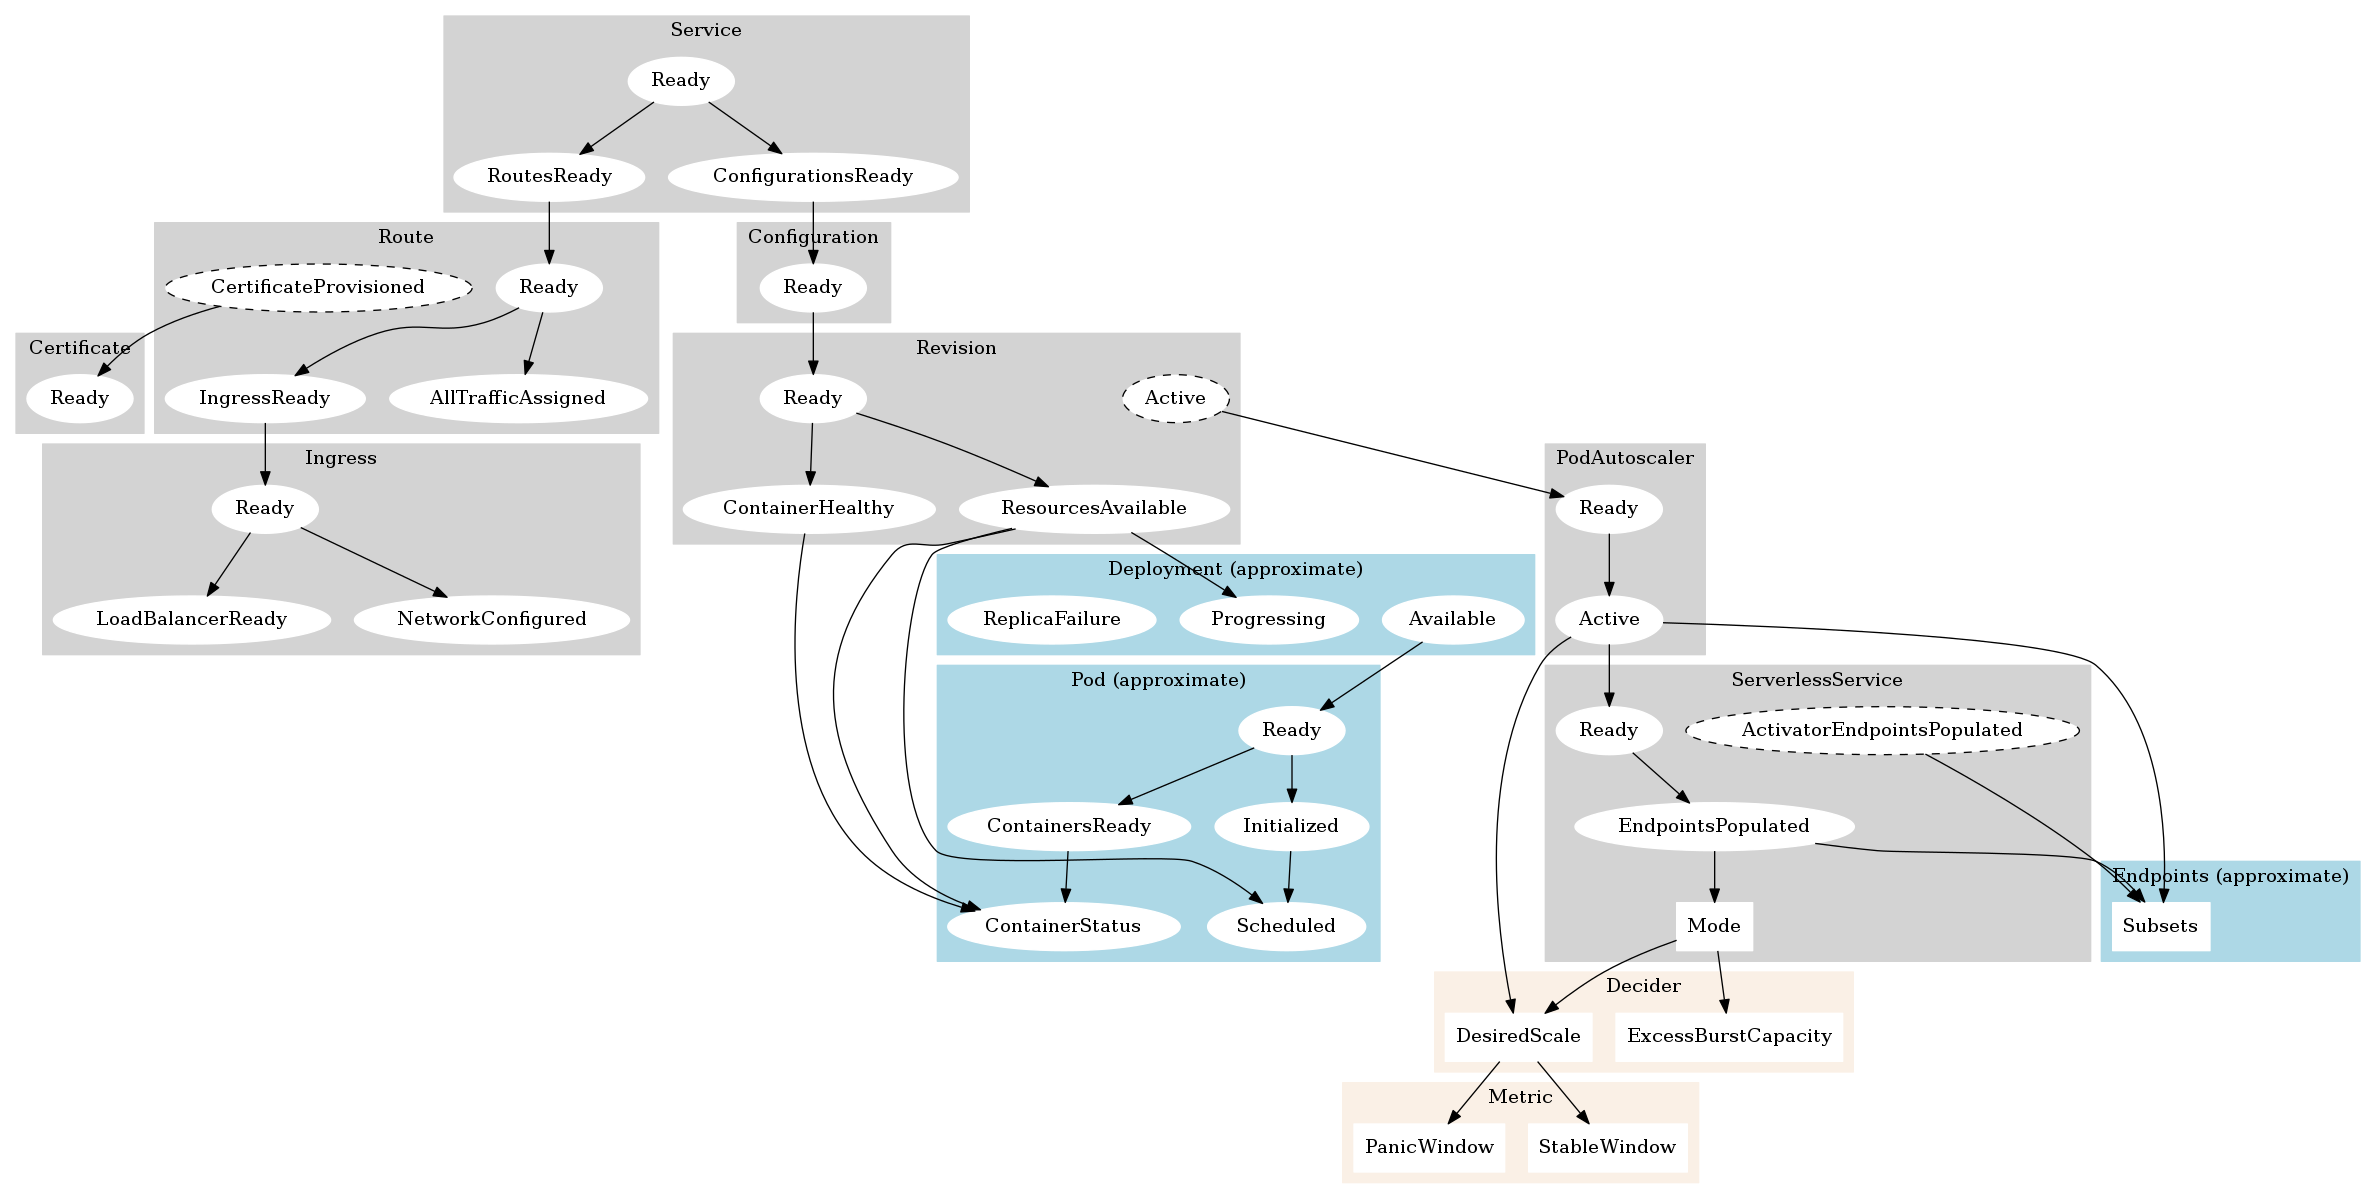 Service
Ready
RoutesReady
ConfigurationsReady
Route
Configuration
CertificateProvisioned
Ready
Ready
Certificate
Revision
Ready
IngressReady
AllTrafficAssigned
Ready
Active
Ingress
PodAutoscaler
Ready
ContainerHealthy
ResourcesAvailable
Ready
Deployment (approximate)
LoadBalancerReady
NetworkConfigured
ReplicaFailure
Progressing
Available
Active
Pod (approximate)
ServerlessService
Ready
Ready
ActivatorEndpointsPopulated
ContainersReady
Initialized
EndpointsPopulated
Endpoints (approximate)
ContainerStatus
Scheduled
Mode
Subsets
Decider
DesiredScale
ExcessBurstCapacity
Metric
PanicWindow
StableWindow